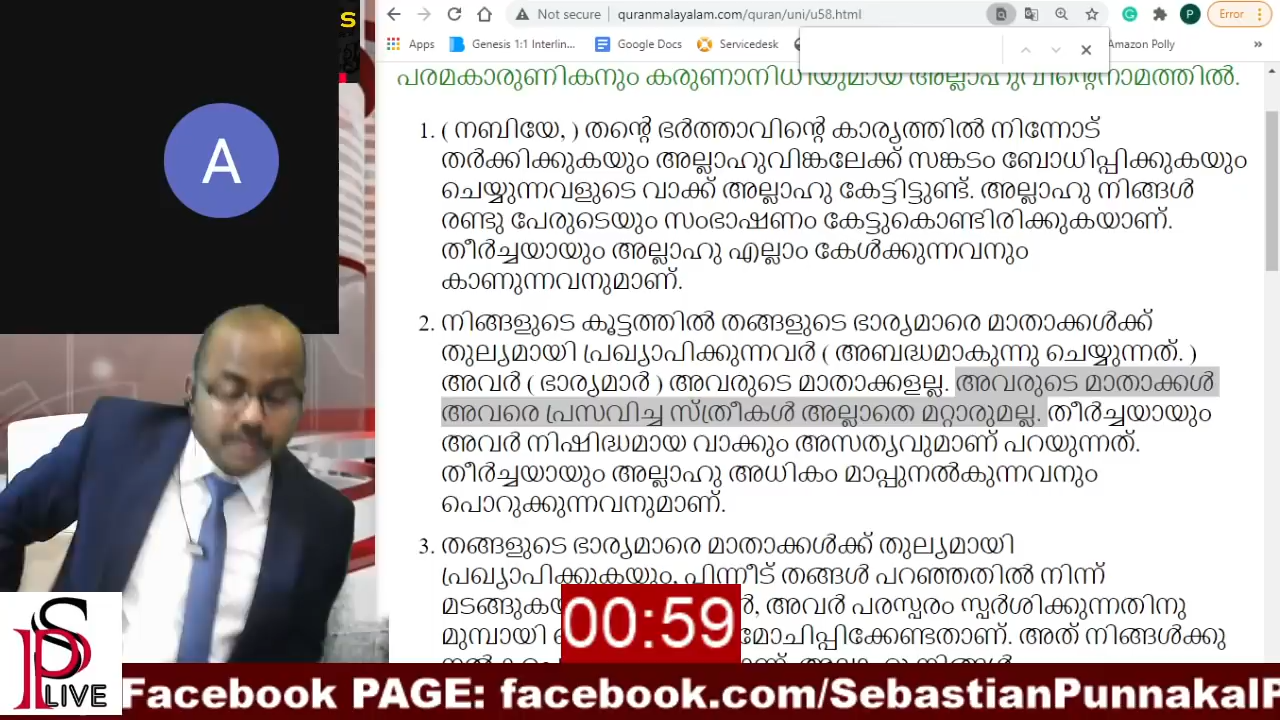 S
A
Not secure
quranmalayalam.com/quran/uni/u58.html
P
Error
Apps
Genesis 1:1 Interlin...
Google Docs
Servicedesk
Amazon Polly
പരമകാരുണികനും കരുണാനിധിയുമായ അല്ലാഹുവിന്റെനാമത്തിൽ.
1. ( നബിയേ, ) തന്റെ ഭർത്താവിന്റെ കാര്യത്തിൽ നിന്നോട്
തർക്കിക്കുകയും അല്ലാഹുവിങ്കലേക്ക് സങ്കടം ബോധിപ്പിക്കുകയും
ചെയ്യുന്നവളുടെ വാക്ക് അല്ലാഹു കേട്ടിട്ടുണ്ട്. അല്ലാഹു നിങ്ങൾ
രണ്ടു പേരുടെയും സംഭാഷണം കേട്ടുകൊണ്ടിരിക്കുകയാണ്.
തീർച്ചയായും അല്ലാഹു എല്ലാം കേൾക്കുന്നവനും
കാണുന്നവനുമാണ്.
2. നിങ്ങളുടെ കൂട്ടത്തിൽ തങ്ങളുടെ ഭാര്യമാരെ മാതാക്കൾക്ക്
തുല്യമായി പ്രഖ്യാപിക്കുന്നവർ ( അബദ്ധമാകുന്നു ചെയ്യുന്നത്. )
അവർ ( ഭാര്യമാർ ) അവരുടെ മാതാക്കളല്ല. അവരുടെ മാതാക്കൾ
അവരെ പ്രസവിച്ച സ്ത്രീകൾ അല്ലാതെ മറ്റാരുമല്ല. തീർച്ചയായും
അവർ നിഷിദ്ധമായ വാക്കും അസത്യവുമാണ് പറയുന്നത്.
തീർച്ചയായും അല്ലാഹു അധികം മാപ്പുനൽകുന്നവനും
പൊറുക്കുന്നവനുമാണ്.
3. തങ്ങളുടെ ഭാര്യമാരെ മാതാക്കൾക്ക് തുല്യമായി
പ്രഖ്യാപിക്കുകയും, പിന്നീട് തങ്ങൾ പറഞ്ഞതിൽ നിന്ന്
അവർ പരസ്പരം സ്പർശിക്കുന്നതിനു
മുമ്പായി മോചിപ്പിക്കേണ്ടതാണ്. അത് നിങ്ങൾക്കു
00:59
SP LIVE
Facebook PAGE: facebook.com/SebastianPunnakalP